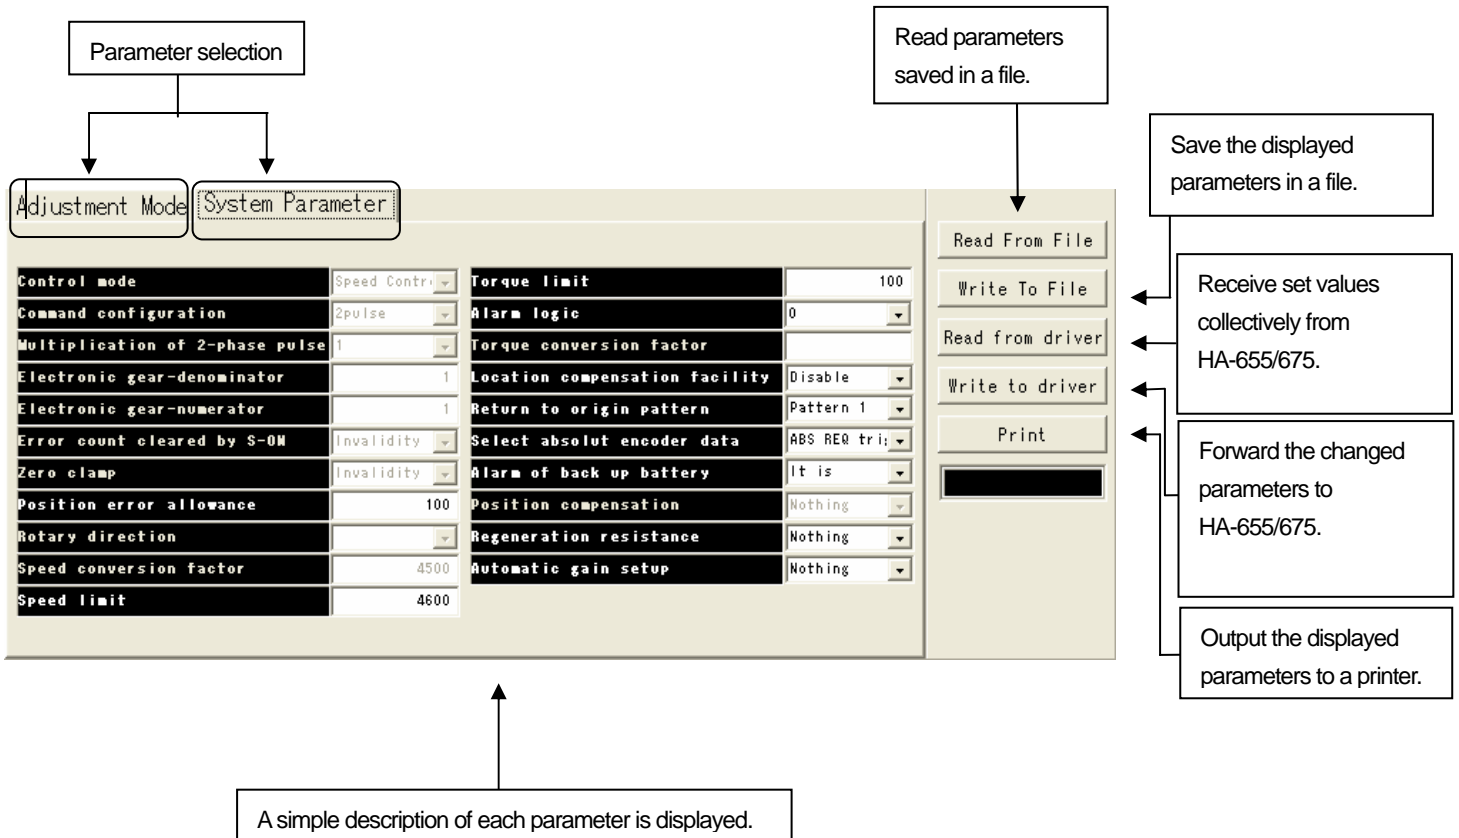 Parameter selection
Read parameters
saved in a file.
Save the displayed
parameters in a file.
Adjustment Mode
System Parameter
Read From File
Write To File
Read from driver
Write to driver
Print
Receive set values
collectively from
HA-655/675.
Forward the changed
parameters to
HA-655/675.
Output the displayed
parameters to a printer.
Control mode Speed Contr
Command configuration 2pulse
Multiplication of 2-phase pulse 1
Electronic gear-denominator 1
Electronic gear-numerator 1
Error count cleared by S-ON Invalidity
Zero clamp Invalidity
Position error allowance 100
Rotary direction
Speed conversion factor 4500
Speed limit 4600
Torque limit 100
Alarm logic 0
Torque conversion factor
Location compensation facility Disable
Return to origin pattern Pattern 1
Select absolut encoder data ABS REQ tri
Alarm of back up battery It is
Position compensation Nothing
Regeneration resistance Nothing
Automatic gain setup Nothing
A simple description of each parameter is displayed.